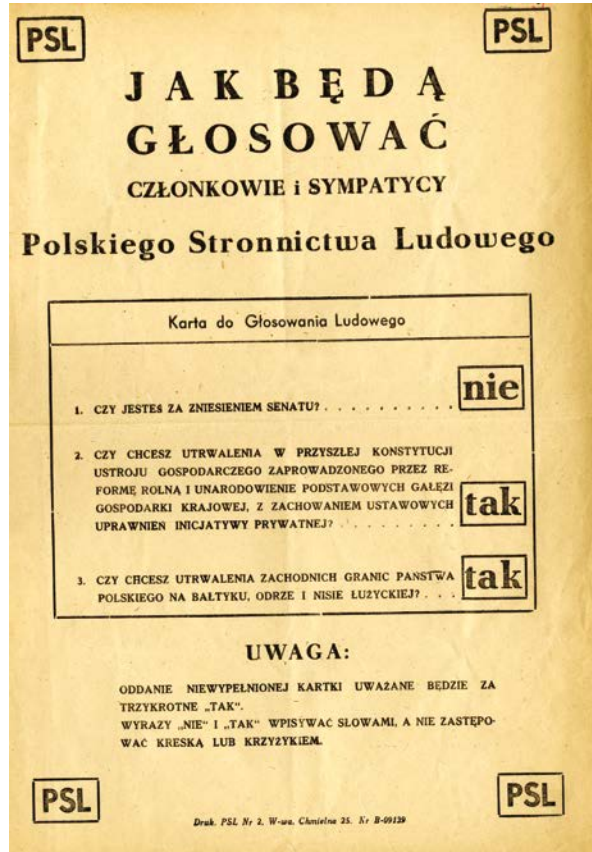 PSL PSL
JAK BĘDĄ
GŁOSOWAĆ
CZŁONKOWIE i SYMPATYCY
Polskiego Stronnictwa Ludowego
Karta do Głosowania Ludowego
1. CZY JESTEŚ ZA ZNIESIENIEM SENATU? . . . . . . . . . . nie
2. CZY CHCESZ UTRWALENIA W PRZYSZŁEJ KONSTYTUCJI
USTROJU GOSPODARCZEGO ZAPROWADZONEGO PRZEZ RE-
FORMĘ ROLNĄ I UNARODOWIENIE PODSTAWOWYCH GAŁĘZI
GOSPODARKI KRAJOWEJ, Z ZACHOWANIEM USTAWOWYCH
UPRAWNIEŃ INICJATYWY PRYWATNEJ? . . . . . . . . . tak
3. CZY CHCESZ UTRWALENIA ZACHODNICH GRANIC PAŃSTWA
POLSKIEGO NA BAŁTYKU, ODRZE I NISIE ŁUŻYCKIEJ? . . . tak
UWAGA:
ODDANIE NIEWYPEŁNIONEJ KARTKI UWAŻANE BĘDZIE ZA
TRZYKROTNE „TAK”.
WYRAZY „NIE” I „TAK” WPISYWAĆ SŁOWAMI, A NIE ZASTĘPO-
WAĆ KRESKĄ LUB KRZYŻYKIEM.
PSL PSL
Druk. PSL Nr 2, W-wa, Chmielna 25. Nr B-09129